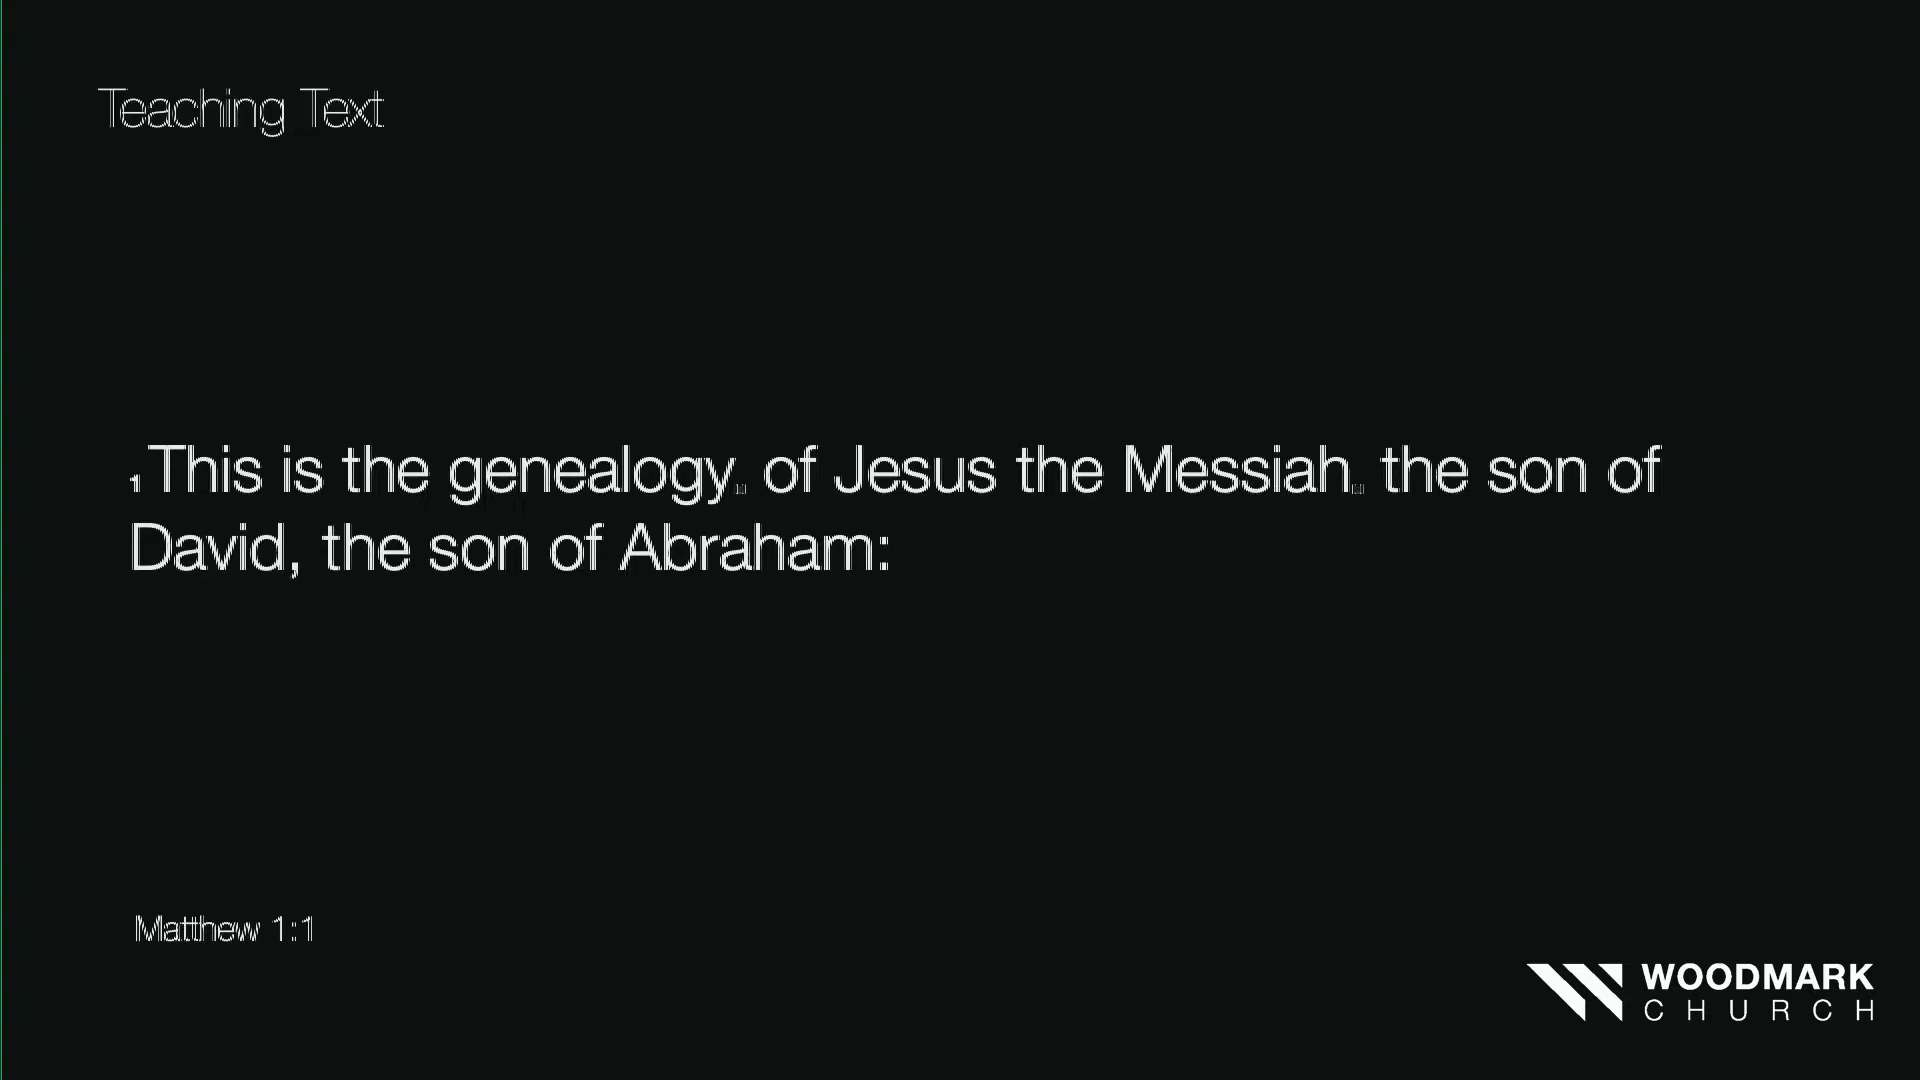 Teaching Text
1 This is the genealogy of Jesus the Messiah the son of
David, the son of Abraham:
Matthew 1:1
WOODMARK
CHURCH